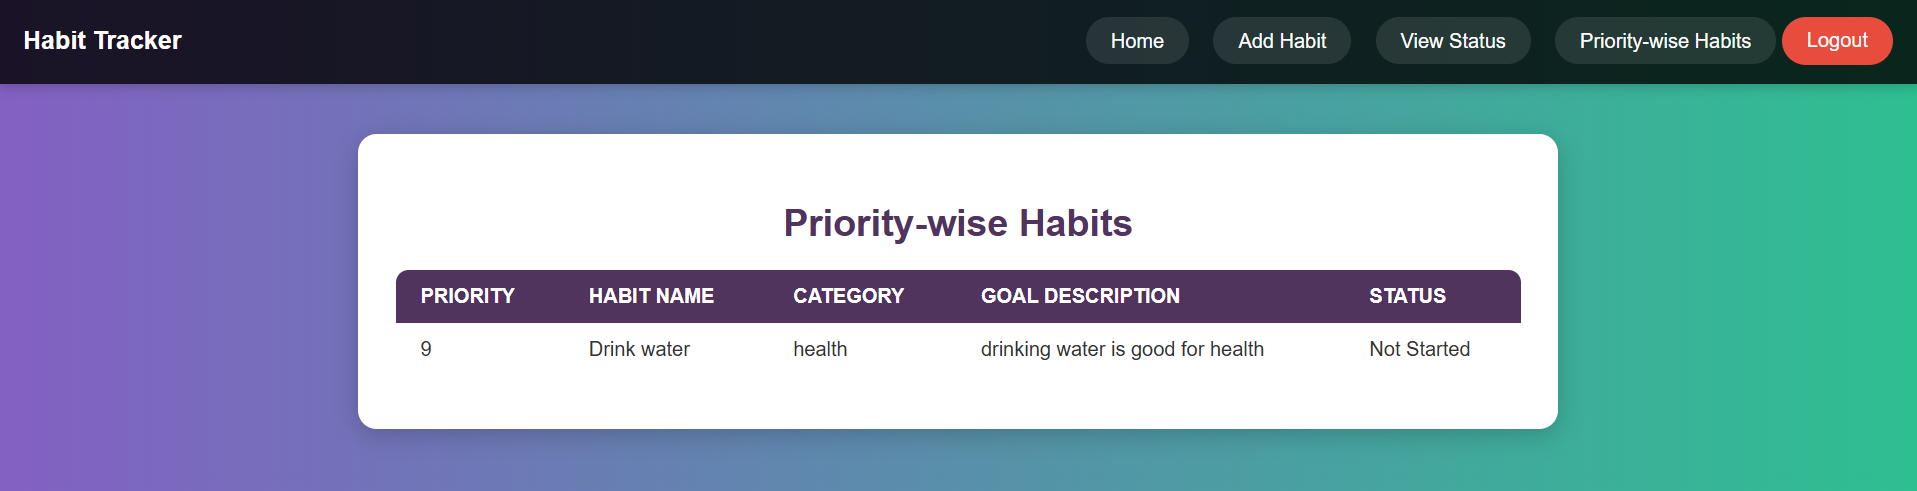 Habit Tracker Home Add Habit View Status Priority-wise Habits Logout
Priority-wise Habits
PRIORITY HABIT NAME CATEGORY GOAL DESCRIPTION STATUS
9 Drink water health drinking water is good for health Not Started